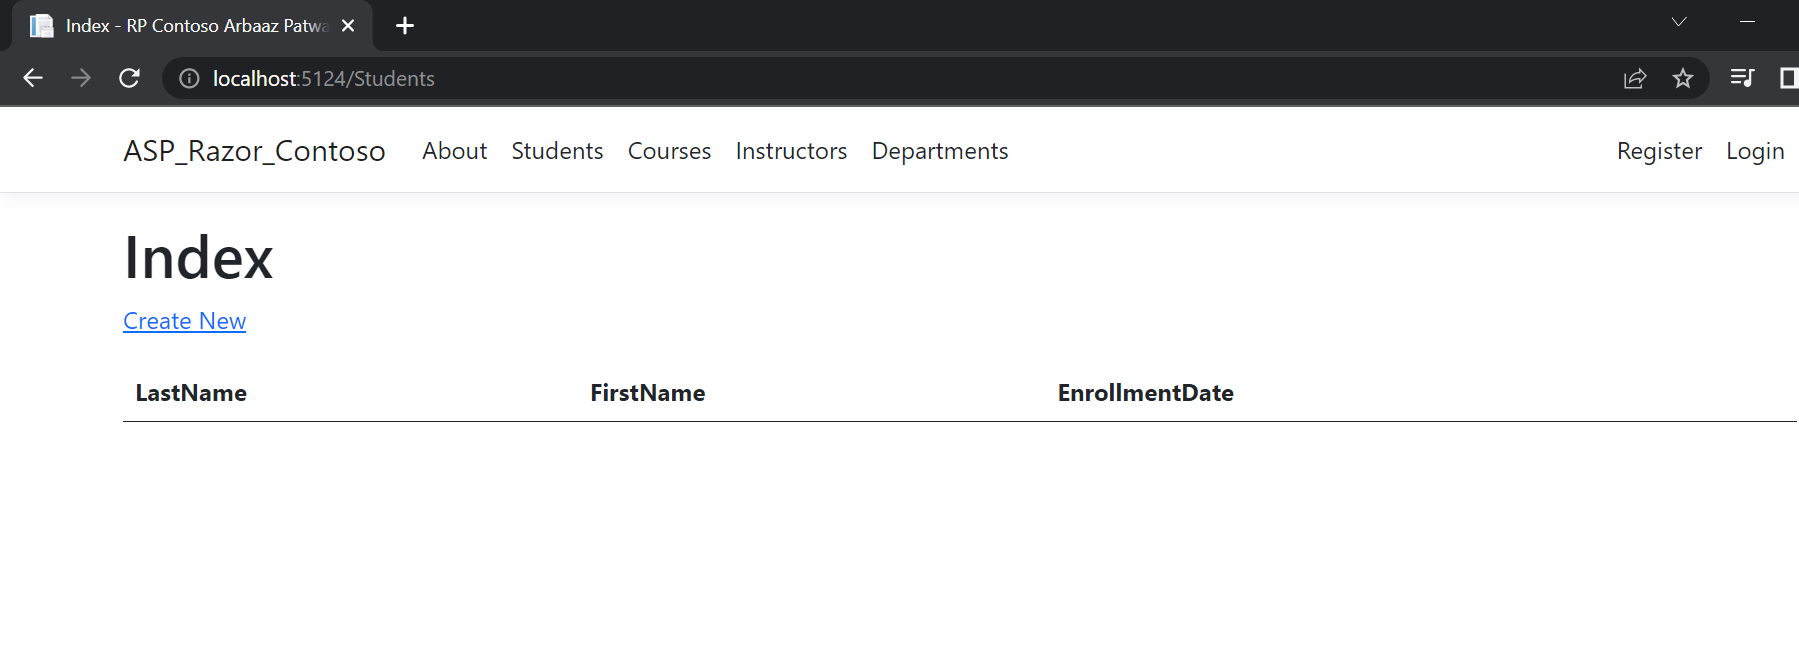 Index - RP Contoso Arbaaz Patwa
localhost:5124/Students
ASP_Razor_Contoso About Students Courses Instructors Departments Register Login
Index
Create New
LastName FirstName EnrollmentDate